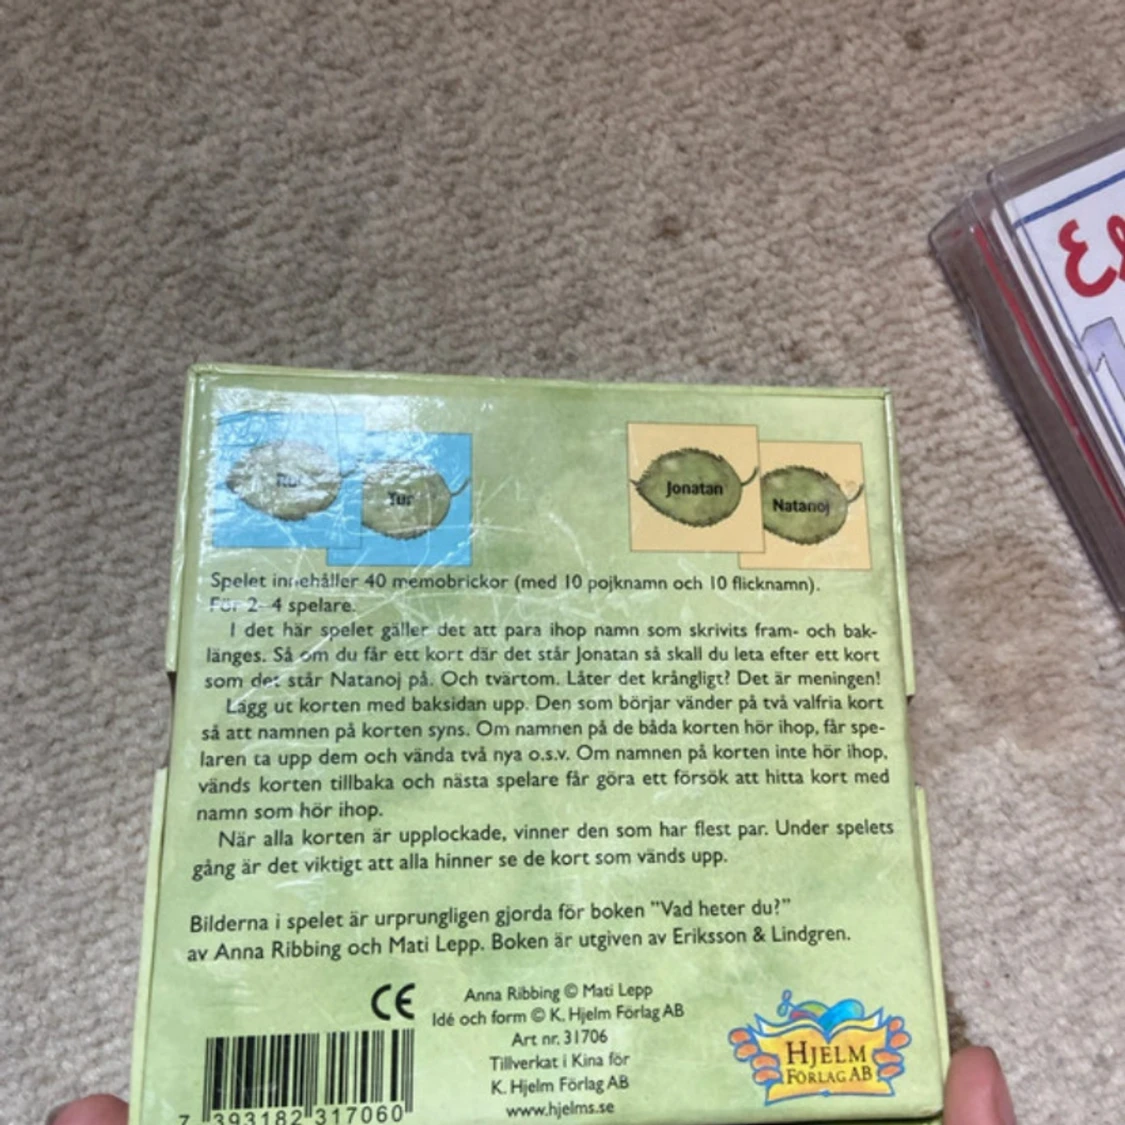 Tur
Jonatan
Natanoj
Spelet innehåller 40 memobrickor (med 10 pojknamn och 10 flicknamn).
För 2–4 spelare.
I det här spelet gäller det att para ihop namn som skrivits fram- och bak-
länges. Så om du får ett kort där det står Jonatan så skall du leta efter ett kort
som det står Natanoj på. Och tvärtom. Låter det krångligt? Det är meningen!
Lägg ut korten med baksidan upp. Den som börjar vänder på två valfria kort
så att namnen på korten syns. Om namnen på de båda korten hör ihop, får spe-
laren ta upp dem och vända två nya o.s.v. Om namnen på korten inte hör ihop,
vänds korten tillbaka och nästa spelare får göra ett försök att hitta kort med
namn som hör ihop.
När alla korten är upplockade, vinner den som har flest par. Under spelets
gång är det viktigt att alla hinner se de kort som vänds upp.
Bilderna i spelet är urprungligen gjorda för boken ”Vad heter du?”
av Anna Ribbing och Mati Lepp. Boken är utgiven av Eriksson & Lindgren.
CE
Anna Ribbing © Mati Lepp
Idé och form © K. Hjelm Förlag AB
Art nr. 31706
Tillverkat i Kina för
K. Hjelm Förlag AB
www.hjelms.se
HJELM
FÖRLAG AB
7 393182 317060